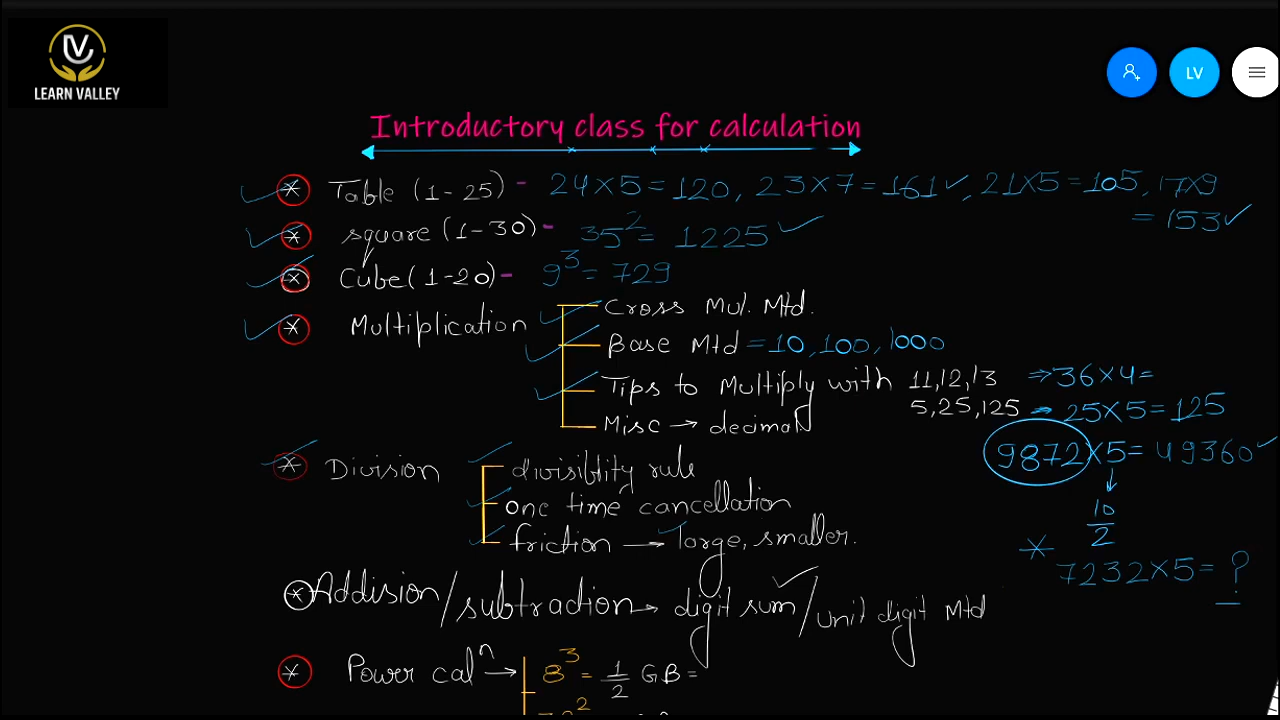 LEARN VALLEY
LV
Introductory class for calculation
* Table (1-25) - 24×5=120, 23×7=161✓, 21×5=105, 17×9
=153✓
* square (1-30) - 35²= 1225 ✓
* Cube (1-20) - 9³=729
* Multiplication
Cross Mul. Mtd.
Base Mtd =10,100,1000
Tips to Multiply with 11,12,13 ⇒36×4=
5,25,125 → 25×5=125
Misc → decimal
9872×5=49360✓
10/2
* 7232×5= ?
* Division
divisiblity rule
one time cancellation
friction → large, smaller.
* Addision/subtraction→ digit sum/unit digit Mtd
* Power calⁿ → 8³= 1/2 GB=